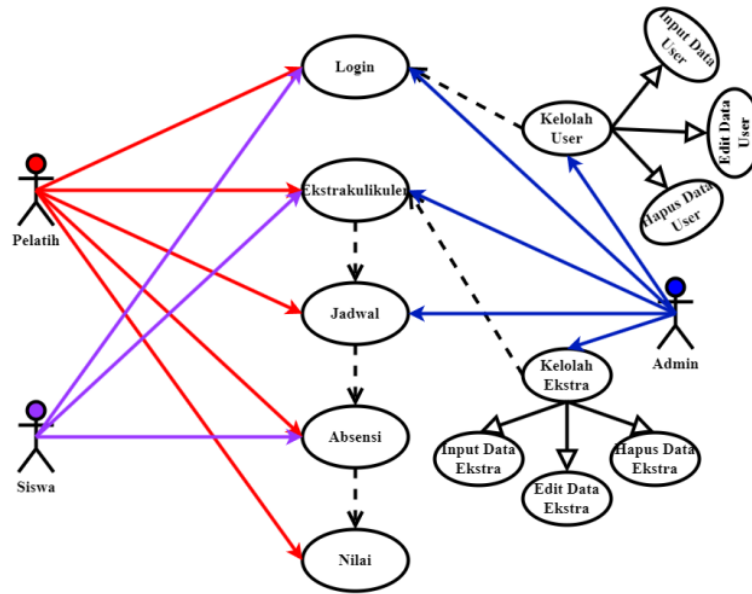 Login
Input Data
User
Kelolah
User
Edit Data
User
Hapus Data
User
Ekstrakulikuler
Pelatih
Jadwal
Admin
Kelolah
Ekstra
Absensi
Siswa
Input Data
Ekstra
Hapus Data
Ekstra
Edit Data
Ekstra
Nilai